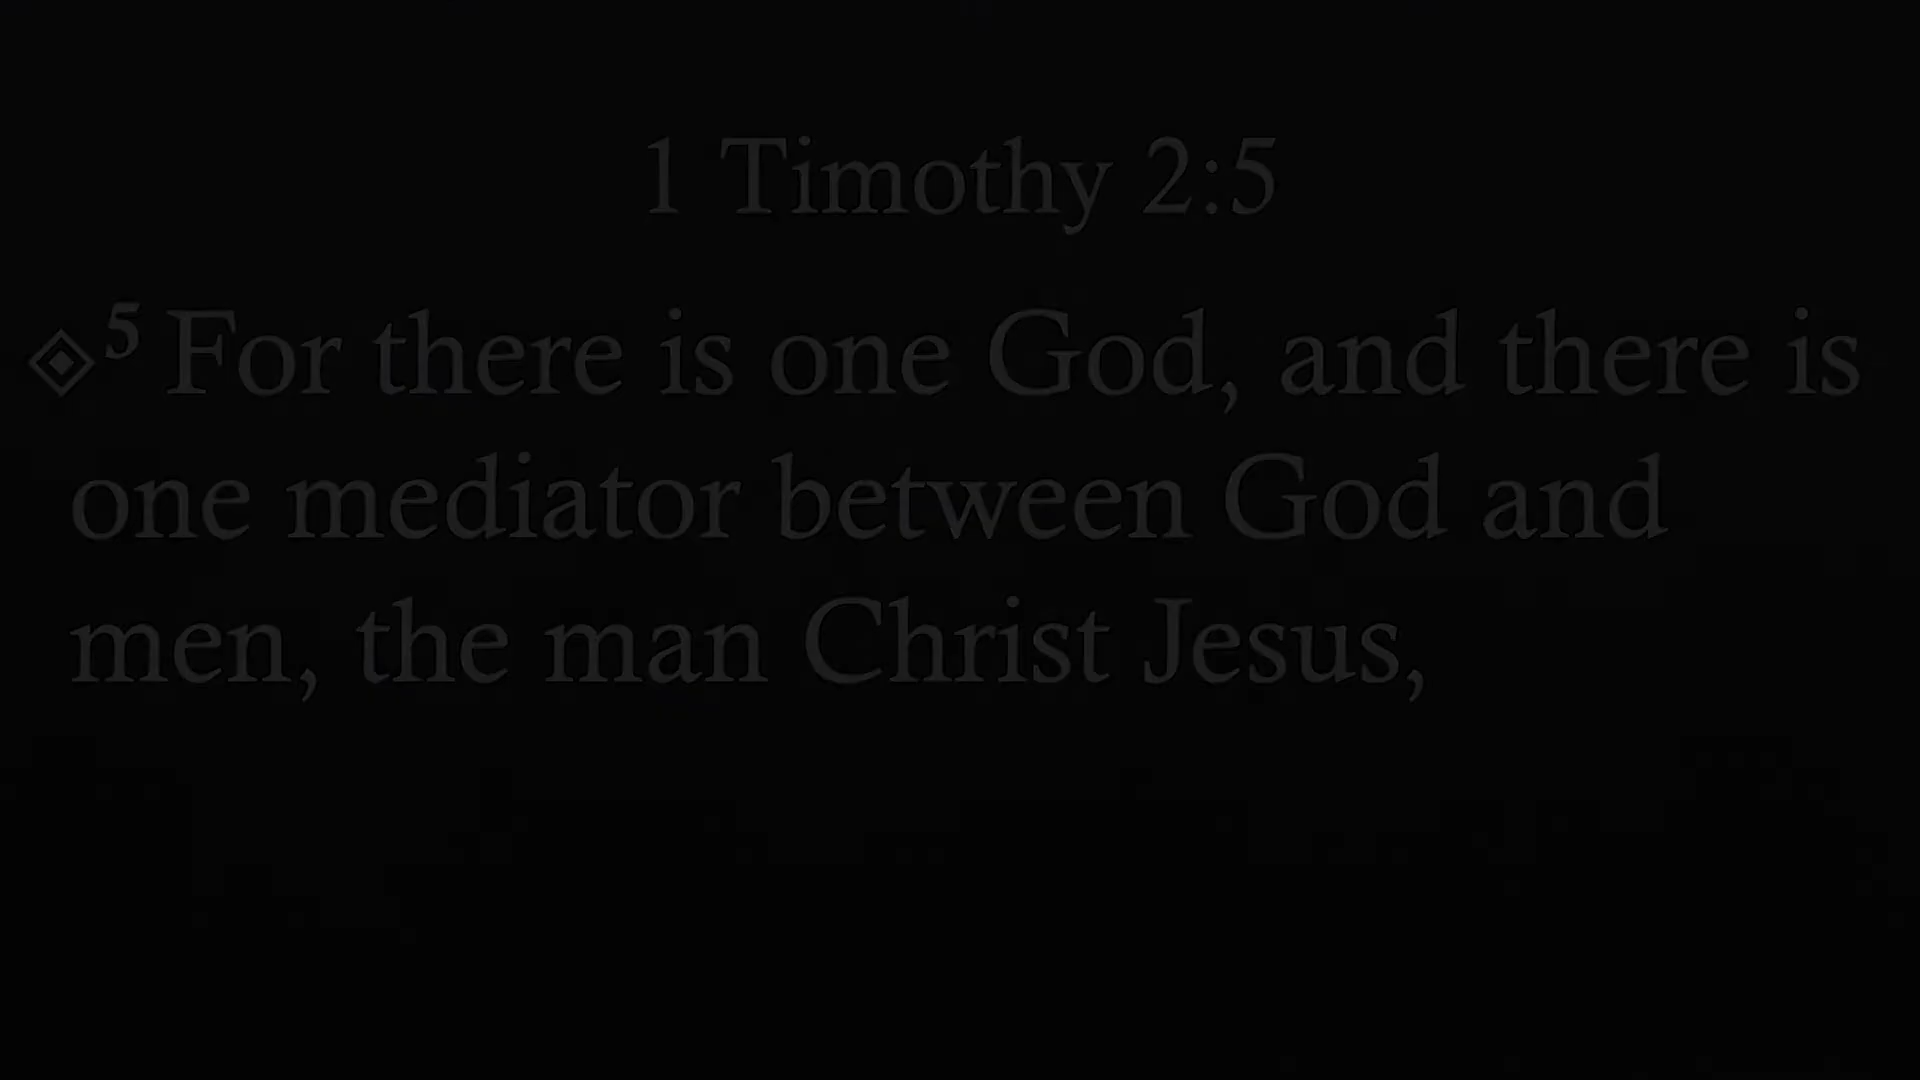 1 Timothy 2:5
5 For there is one God, and there is
one mediator between God and
men, the man Christ Jesus,